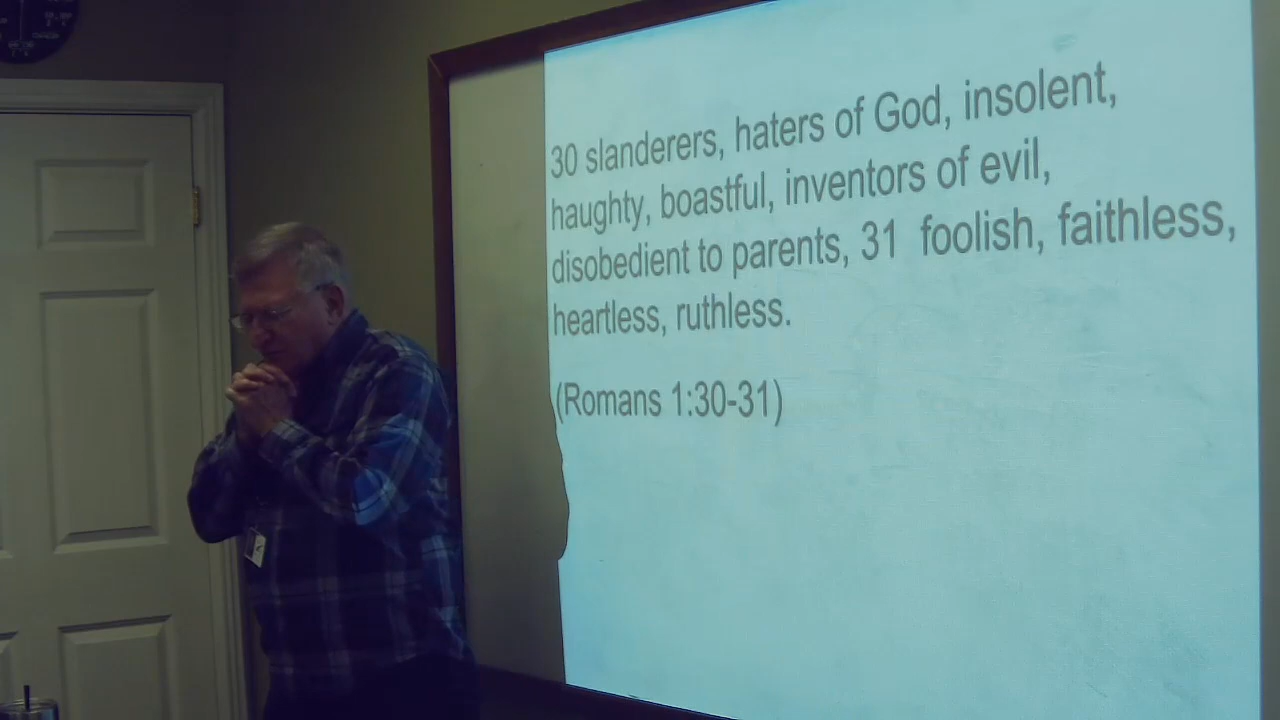 30 slanderers, haters of God, insolent,
haughty, boastful, inventors of evil,
disobedient to parents, 31 foolish, faithless,
heartless, ruthless.
(Romans 1:30-31)